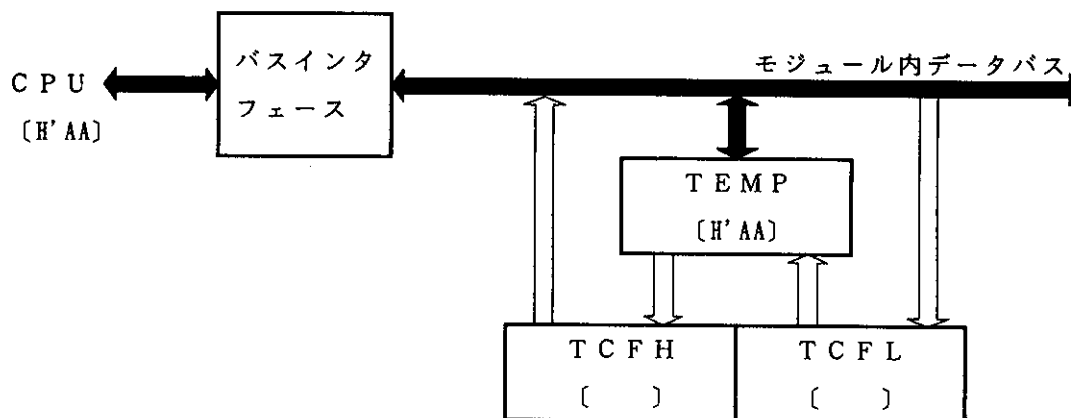 バスインタ
フェース
CPU
〔H'AA〕
モジュール内データバス
TEMP
〔H'AA〕
TCFH
〔　　〕
TCFL
〔　　〕